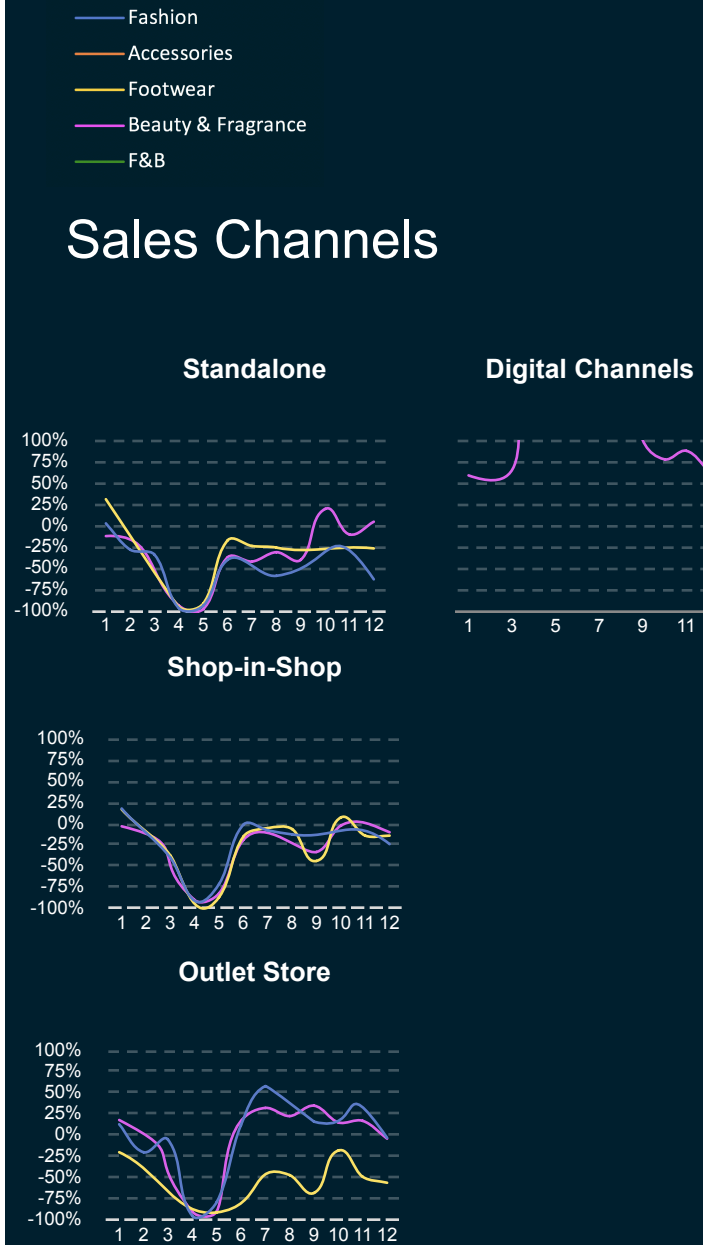 Fashion
Accessories
Footwear
Beauty & Fragrance
F&B
Sales Channels
Standalone
100%
75%
50%
25%
0%
-25%
-50%
-75%
-100%
1 2 3 4 5 6 7 8 9 10 11 12
Digital Channels
1 3 5 7 9 11
Shop-in-Shop
100%
75%
50%
25%
0%
-25%
-50%
-75%
-100%
1 2 3 4 5 6 7 8 9 10 11 12
Outlet Store
100%
75%
50%
25%
0%
-25%
-50%
-75%
-100%
1 2 3 4 5 6 7 8 9 10 11 12